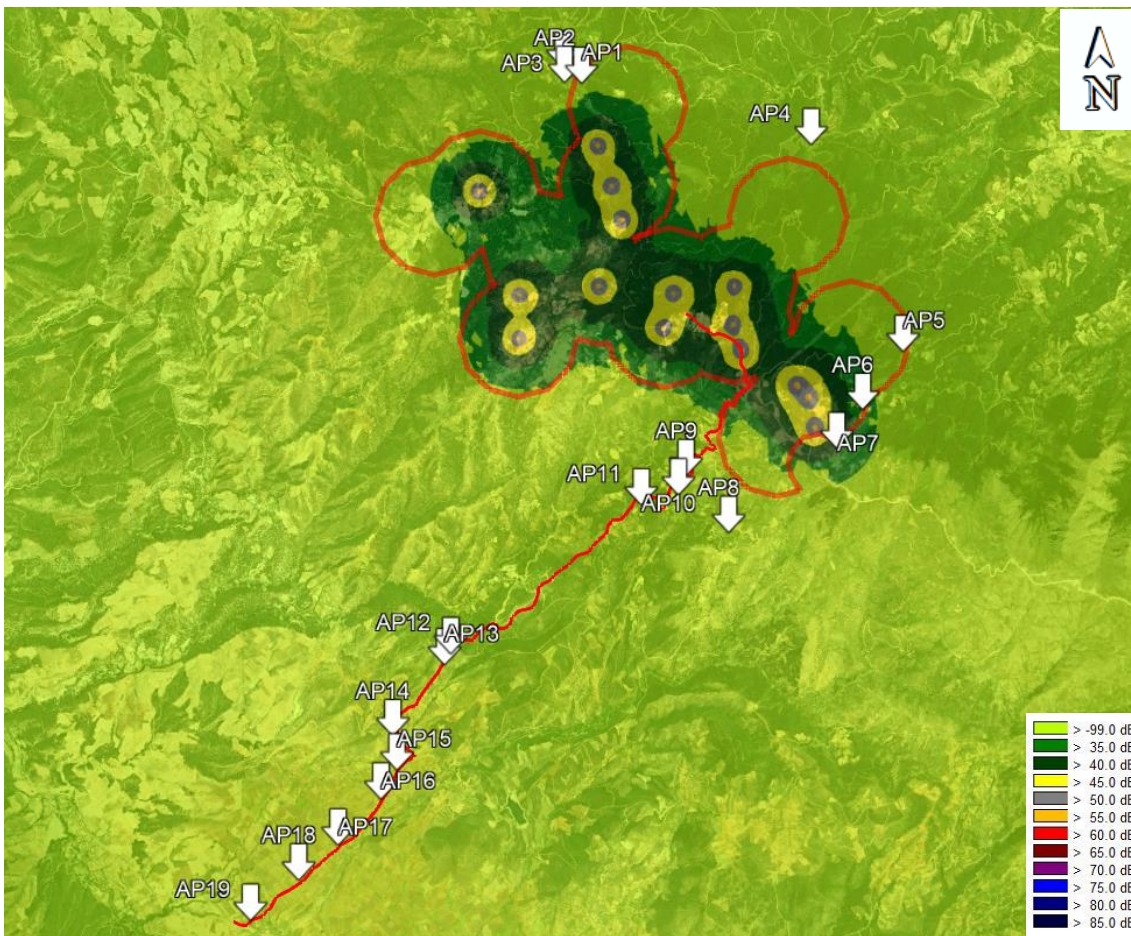 AP2
AP1
AP3
N
AP4
AP5
AP6
AP7
AP9
AP11
AP8
AP10
AP12
AP13
AP14
AP15
AP16
AP17
AP18
AP19
> -99.0 dB
> 35.0 dB
> 40.0 dB
> 45.0 dB
> 50.0 dB
> 55.0 dB
> 60.0 dB
> 65.0 dB
> 70.0 dB
> 75.0 dB
> 80.0 dB
> 85.0 dB